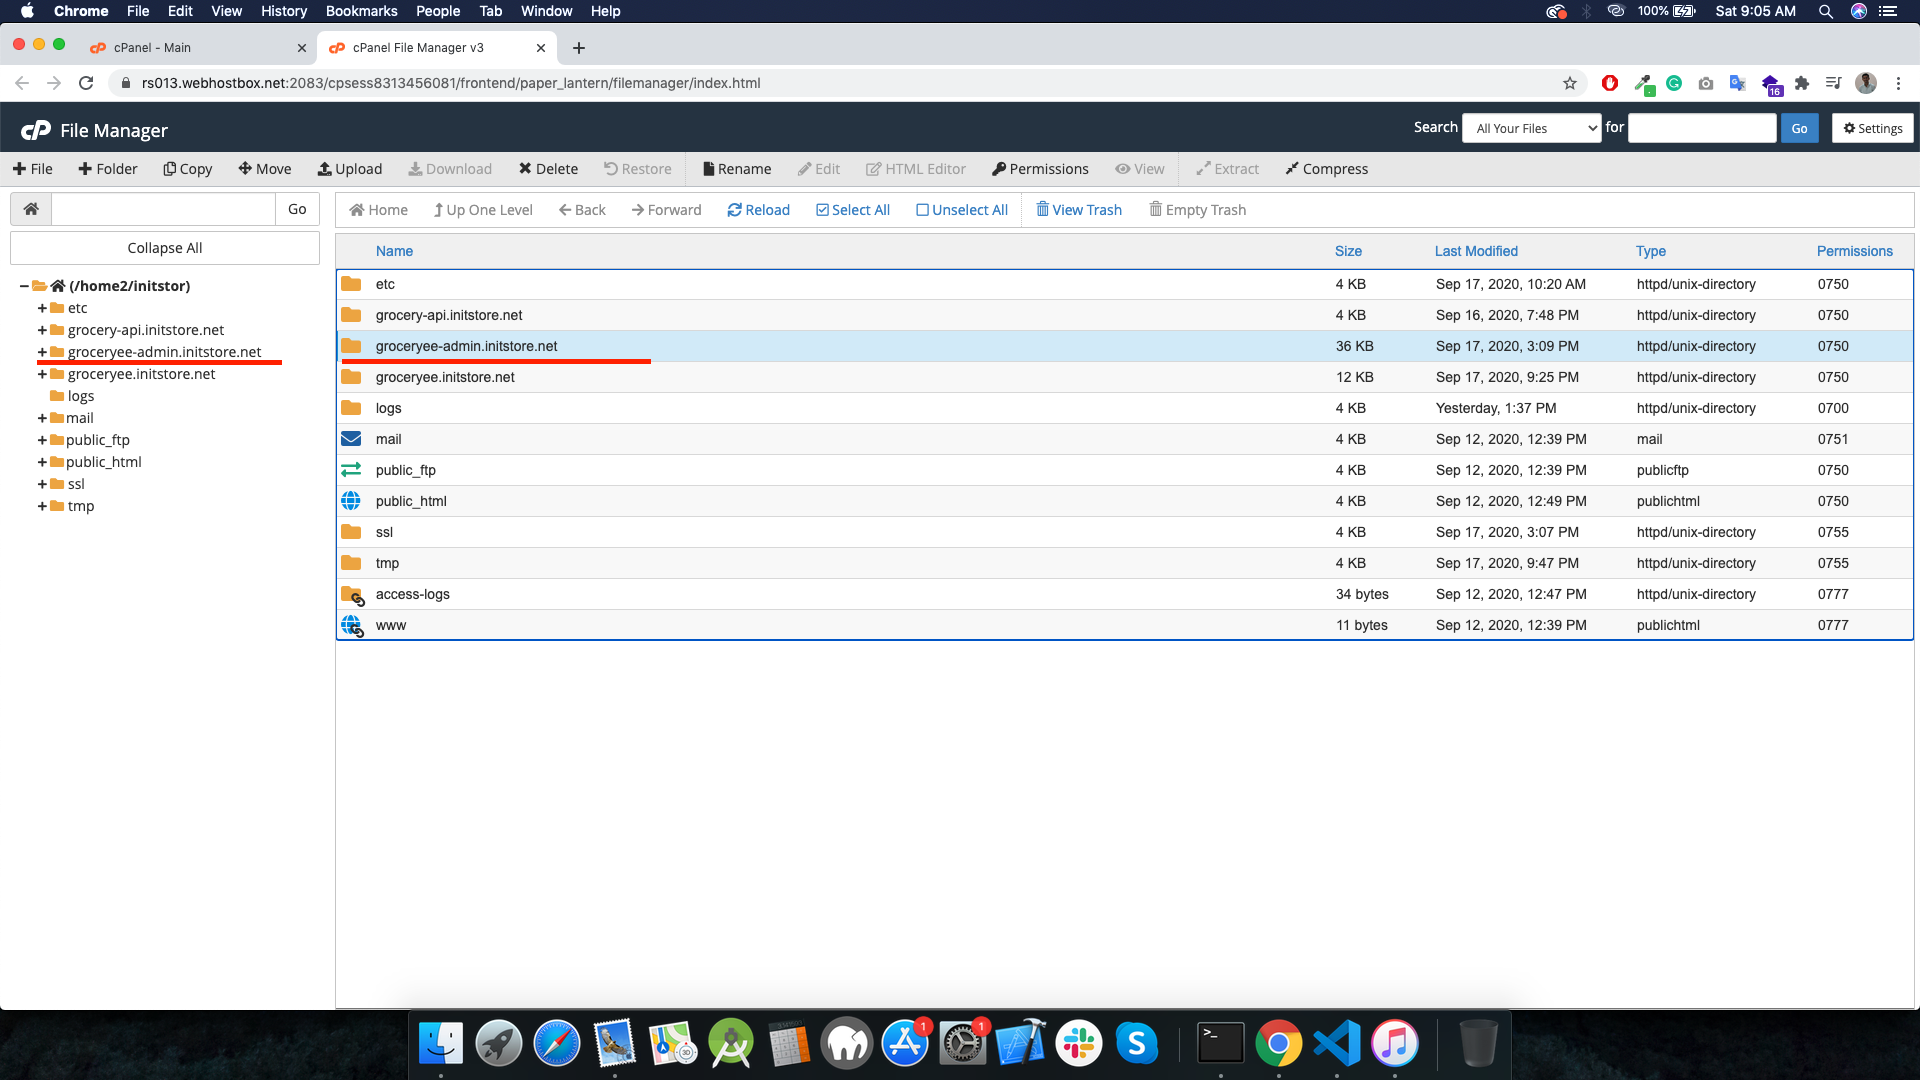 Chrome File Edit View History Bookmarks People Tab Window Help 100% Sat 9:05 AM
cPanel - Main cPanel File Manager v3
rs013.webhostbox.net:2083/cpsess8313456081/frontend/paper_lantern/filemanager/index.html 16
cP File Manager Search All Your Files for Go Settings
File Folder Copy Move Upload Download Delete Restore Rename Edit HTML Editor Permissions View Extract Compress
Go Home Up One Level Back Forward Reload Select All Unselect All View Trash Empty Trash
Collapse All
(/home2/initstor)
etc
grocery-api.initstore.net
groceryee-admin.initstore.net
groceryee.initstore.net
logs
mail
public_ftp
public_html
ssl
tmp
Name Size Last Modified Type Permissions
etc 4 KB Sep 17, 2020, 10:20 AM httpd/unix-directory 0750
grocery-api.initstore.net 4 KB Sep 16, 2020, 7:48 PM httpd/unix-directory 0750
groceryee-admin.initstore.net 36 KB Sep 17, 2020, 3:09 PM httpd/unix-directory 0750
groceryee.initstore.net 12 KB Sep 17, 2020, 9:25 PM httpd/unix-directory 0750
logs 4 KB Yesterday, 1:37 PM httpd/unix-directory 0700
mail 4 KB Sep 12, 2020, 12:39 PM mail 0751
public_ftp 4 KB Sep 12, 2020, 12:39 PM publicftp 0750
public_html 4 KB Sep 12, 2020, 12:49 PM publichtml 0750
ssl 4 KB Sep 17, 2020, 3:07 PM httpd/unix-directory 0755
tmp 4 KB Sep 17, 2020, 9:47 PM httpd/unix-directory 0755
access-logs 34 bytes Sep 12, 2020, 12:47 PM httpd/unix-directory 0777
www 11 bytes Sep 12, 2020, 12:39 PM publichtml 0777
3D 1 1 S >_